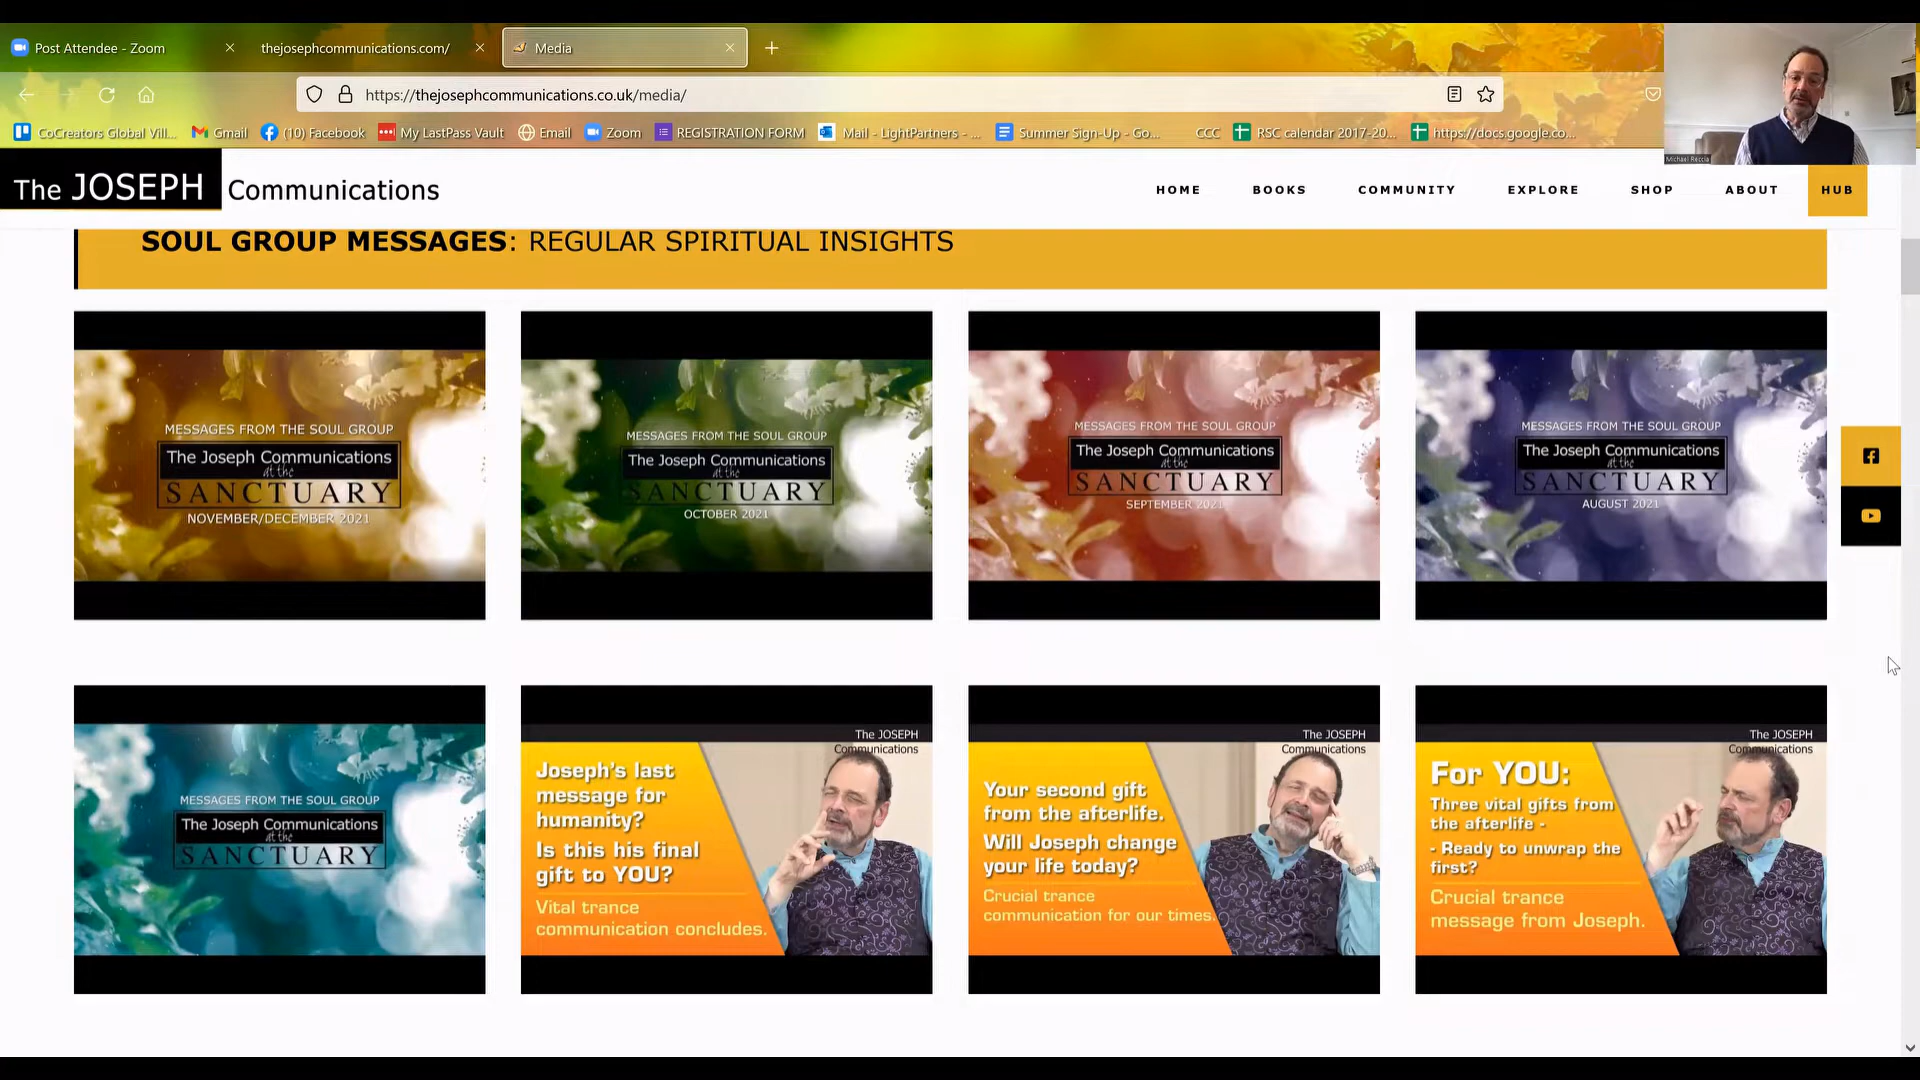 Post Attendee - Zoom
thejosephcommunications.com/
Media
https://thejosephcommunications.co.uk/media/
CoCreators Global Vill...
Gmail
(10) Facebook
My LastPass Vault
Email
Zoom
REGISTRATION FORM
Mail - LightPartners - ...
Summer Sign-Up - Go...
CCC
RSC calendar 2017-20...
https://docs.google.co...
Michael Reccia
The JOSEPH Communications
HOME
BOOKS
COMMUNITY
EXPLORE
SHOP
ABOUT
HUB
SOUL GROUP MESSAGES: REGULAR SPIRITUAL INSIGHTS
MESSAGES FROM THE SOUL GROUP
The Joseph Communications
at the
SANCTUARY
NOVEMBER/DECEMBER 2021
MESSAGES FROM THE SOUL GROUP
The Joseph Communications
at the
SANCTUARY
OCTOBER 2021
MESSAGES FROM THE SOUL GROUP
The Joseph Communications
at the
SANCTUARY
SEPTEMBER 2021
MESSAGES FROM THE SOUL GROUP
The Joseph Communications
at the
SANCTUARY
AUGUST 2021
MESSAGES FROM THE SOUL GROUP
The Joseph Communications
at the
SANCTUARY
The JOSEPH
Communications
Joseph's last
message for
humanity?
Is this his final
gift to YOU?
Vital trance
communication concludes.
The JOSEPH
Communications
Your second gift
from the afterlife.
Will Joseph change
your life today?
Crucial trance
communication for our times.
The JOSEPH
Communications
For YOU:
Three vital gifts from
the afterlife -
- Ready to unwrap the
first?
Crucial trance
message from Joseph.